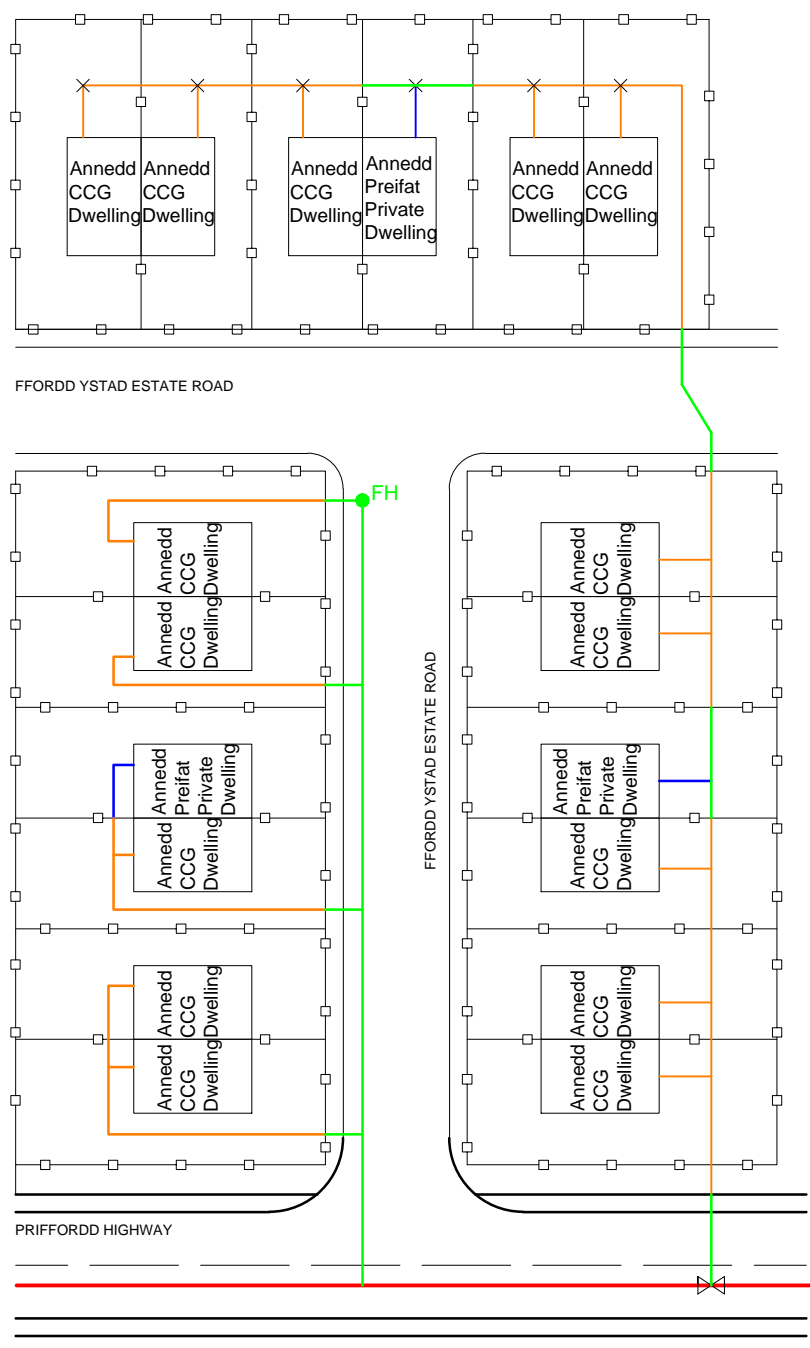 Annedd
CCG
Dwelling
Annedd
CCG
Dwelling
Annedd
CCG
Dwelling
Annedd
Preifat
Private
Dwelling
Annedd
CCG
Dwelling
Annedd
CCG
Dwelling
FFORDD YSTAD ESTATE ROAD
FH
Annedd
CCG
Dwelling
Annedd
CCG
Dwelling
Annedd
Preifat
Private
Dwelling
Annedd
CCG
Dwelling
Annedd
CCG
Dwelling
Annedd
CCG
Dwelling
FFORDD YSTAD ESTATE ROAD
Annedd
CCG
Dwelling
Annedd
CCG
Dwelling
Annedd
Preifat
Private
Dwelling
Annedd
CCG
Dwelling
Annedd
CCG
Dwelling
Annedd
CCG
Dwelling
PRIFFORDD HIGHWAY